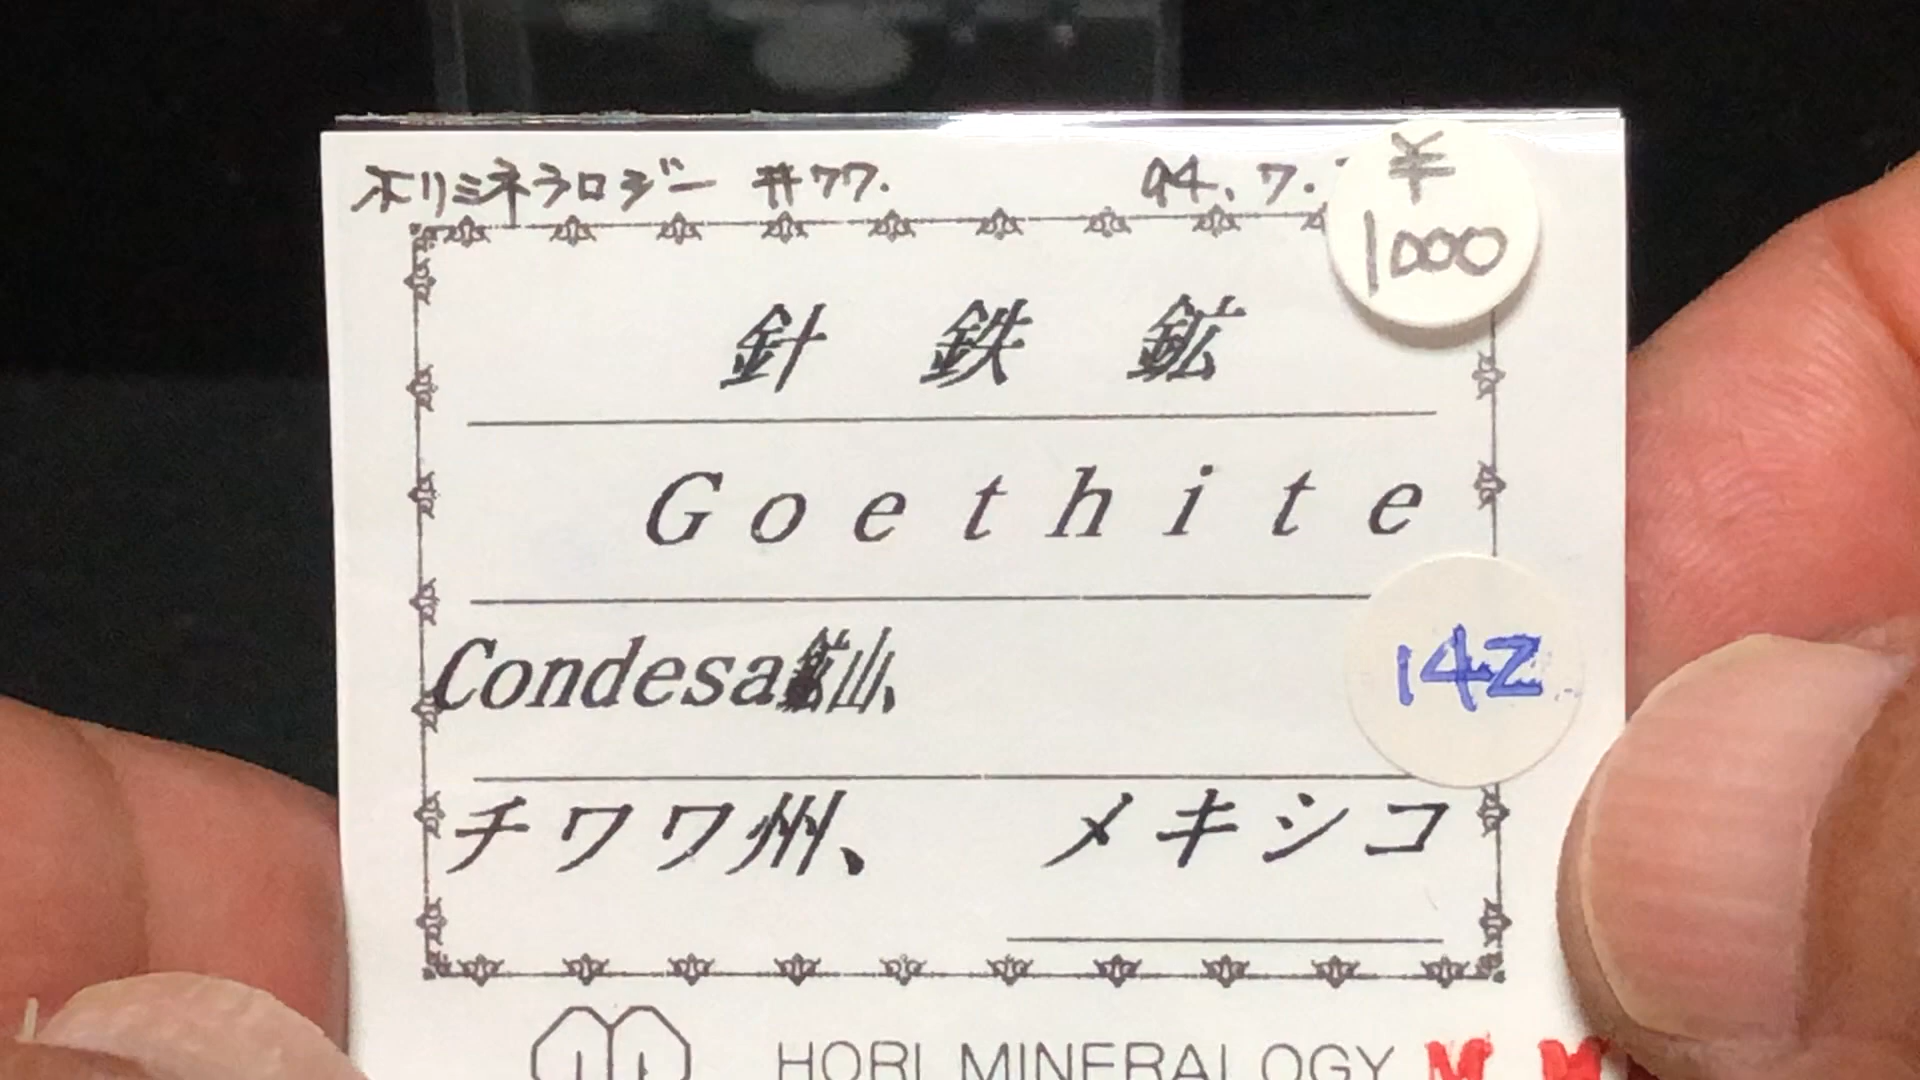 ホリミネラロジー #77.
94.7.
¥
1000
針鉄鉱
Goethite
Condesa鉱山、
142
チワワ州、 メキシコ
HORI MINERALOGY